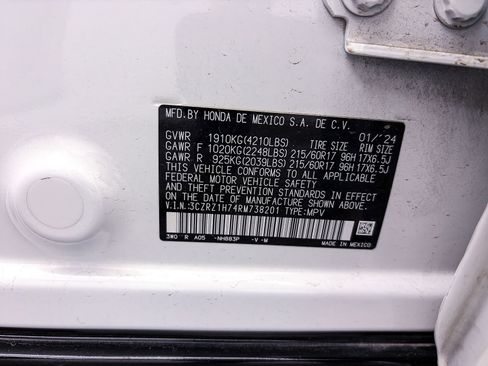 MFD.BY HONDA DE MEXICO S.A. DE C.V. 01/'24
GVWR 1910KG(4210LBS) TIRE SIZE RIM SIZE
GAWR F 1020KG(2248LBS) 215/60R17 96H 17X6.5J
GAWR R 925KG(2039LBS) 215/60R17 96H 17X6.5J
THIS VEHICLE CONFORMS TO ALL APPLICABLE
FEDERAL MOTOR VEHICLE SAFETY STANDARDS IN EFFECT
ON THE DATE OF MANUFACTURE SHOWN ABOVE.
V.I.N.:3CZRZ1H74RM738201 TYPE:MPV
3W0 R A05 -NH883P -V -M MADE IN MEXICO